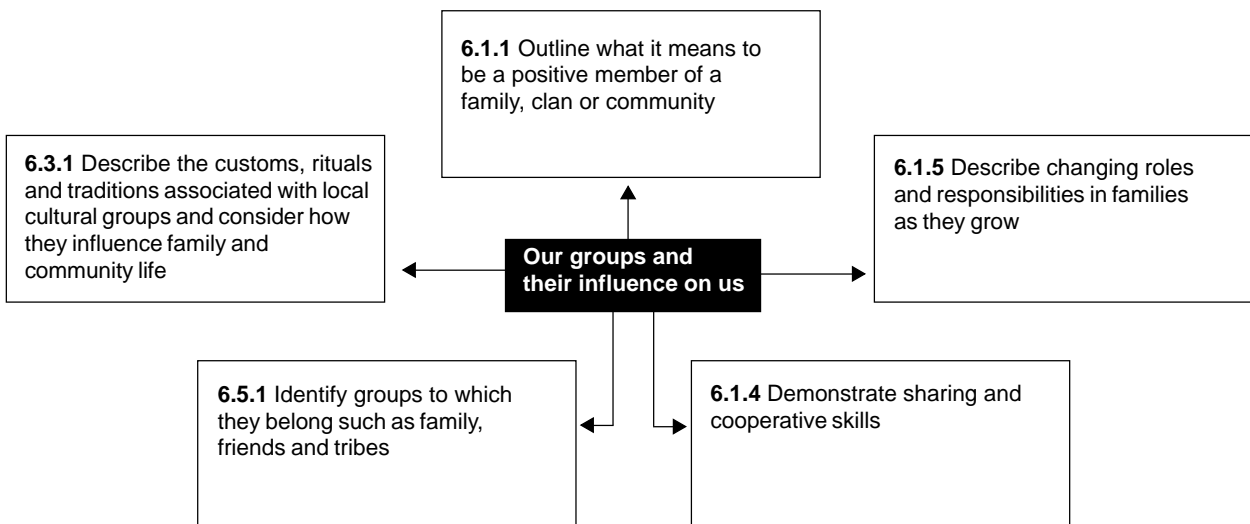 6.1.1 Outline what it means to
be a positive member of a
family, clan or community
6.3.1 Describe the customs, rituals
and traditions associated with local
cultural groups and consider how
they influence family and
community life
6.1.5 Describe changing roles
and responsibilities in families
as they grow
Our groups and
their influence on us
6.5.1 Identify groups to which
they belong such as family,
friends and tribes
6.1.4 Demonstrate sharing and
cooperative skills